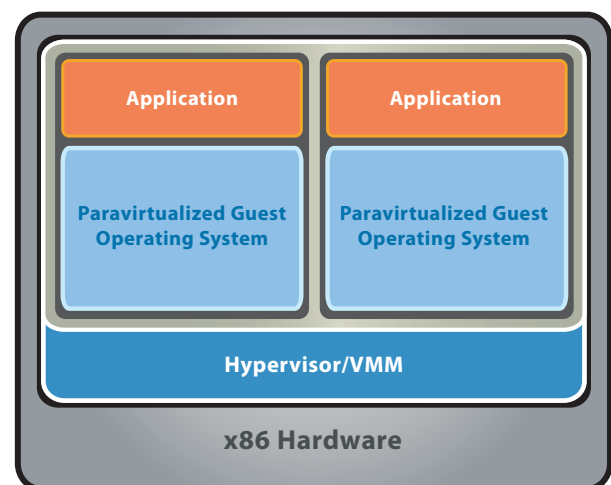 Application
Application
Paravirtualized Guest
Operating System
Paravirtualized Guest
Operating System
Hypervisor/VMM
x86 Hardware